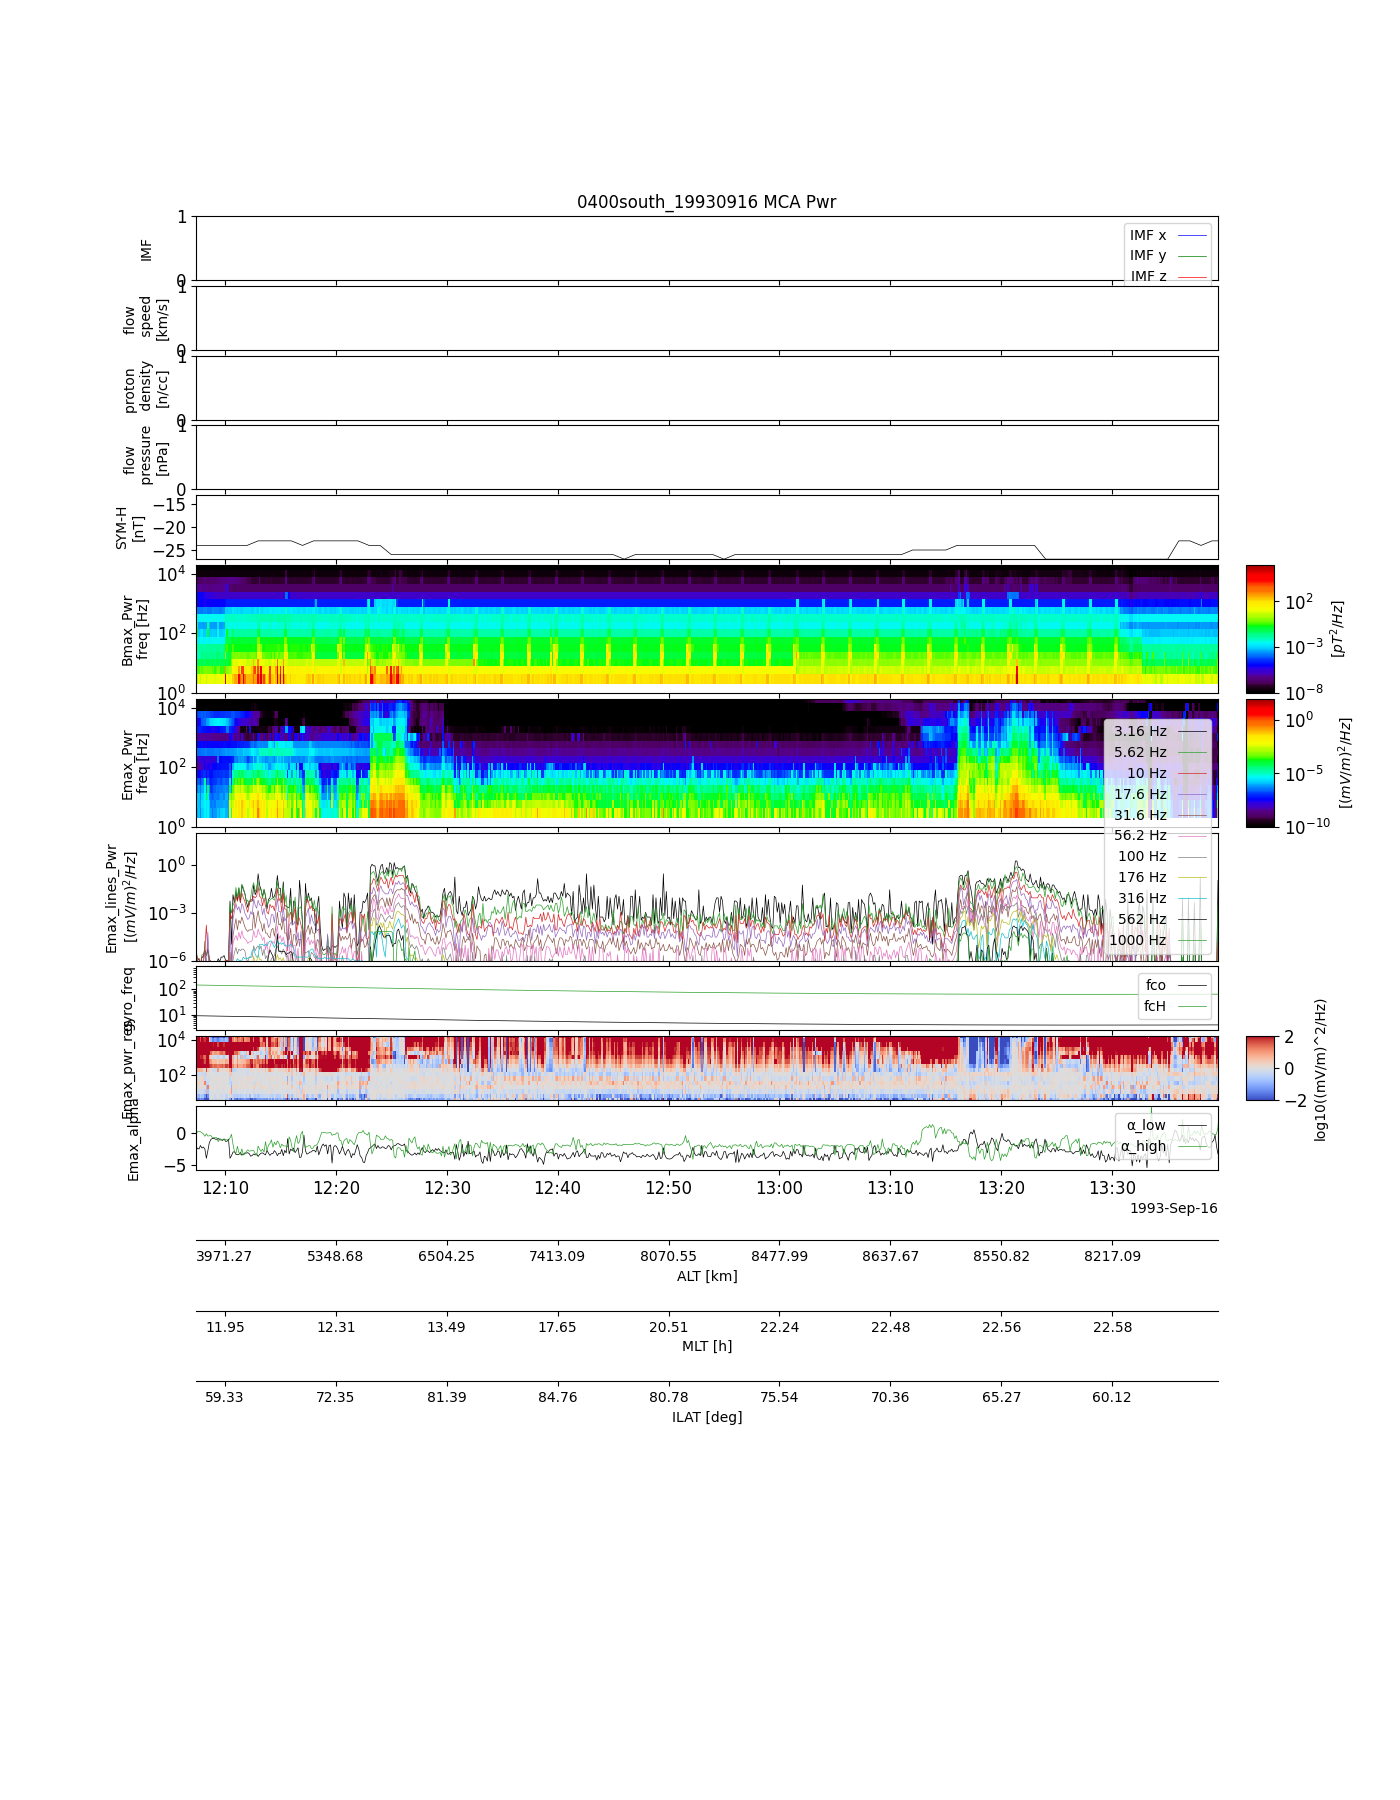 0400south_19930916 MCA Pwr
1
0
IMF
IMF x
IMF y
IMF z
1
0
flow
speed
[km/s]
1
0
proton
density
[n/cc]
1
0
flow
pressure
[nPa]
−15
−20
−25
SYM-H
[nT]
10^4
10^2
10^0
Bmax_Pwr
freq [Hz]
10^2
10^−3
10^−8
[pT^2/Hz]
10^4
10^2
10^0
Emax_Pwr
freq [Hz]
10^0
10^−5
10^−10
[(mV/m)^2/Hz]
3.16 Hz
5.62 Hz
10 Hz
17.6 Hz
31.6 Hz
56.2 Hz
100 Hz
176 Hz
316 Hz
562 Hz
1000 Hz
10^0
10^−3
10^−6
Emax_lines_Pwr
[(mV/m)^2/Hz]
10^2
10^1
gyro_freq
fco
fcH
10^4
10^2
Emax_pwr_reg
2
0
−2
log10((mV/m)^2/Hz)
0
−5
Emax_alpha
α_low
α_high
12:10 12:20 12:30 12:40 12:50 13:00 13:10 13:20 13:30
1993-Sep-16
3971.27 5348.68 6504.25 7413.09 8070.55 8477.99 8637.67 8550.82 8217.09
ALT [km]
11.95 12.31 13.49 17.65 20.51 22.24 22.48 22.56 22.58
MLT [h]
59.33 72.35 81.39 84.76 80.78 75.54 70.36 65.27 60.12
ILAT [deg]